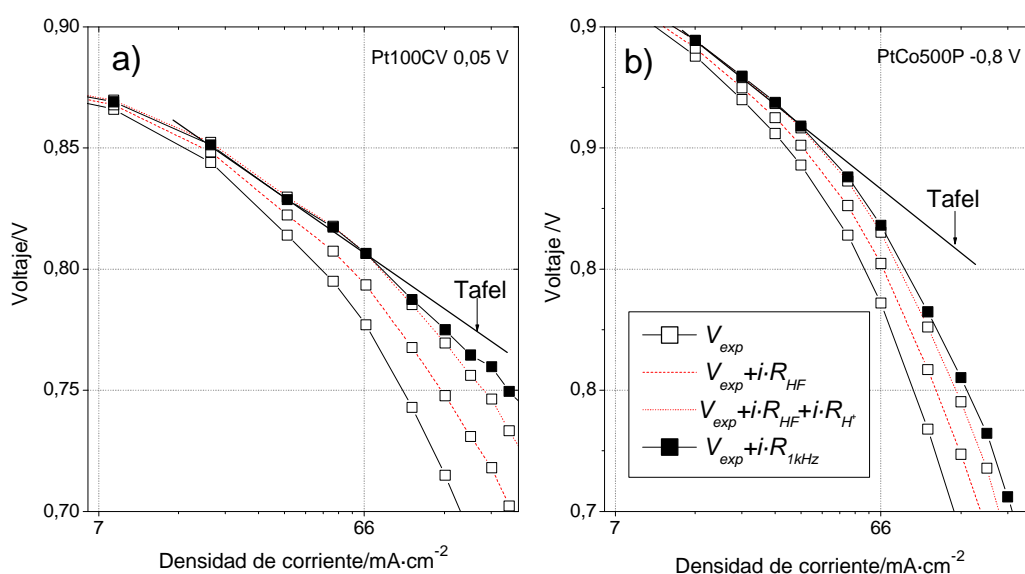 0,90
0,85
0,80
0,75
0,70
Voltaje/V
a)
Pt100CV 0,05 V
Tafel
7
66
Densidad de corriente/mA·cm-2
0,9
0,9
0,8
0,8
0,7
Voltaje /V
b)
PtCo500P -0,8 V
Tafel
Vexp
Vexp+i·RHF
Vexp+i·RHF+i·RH+
Vexp+i·R1kHz
7
66
Densidad de corriente/mA·cm-2